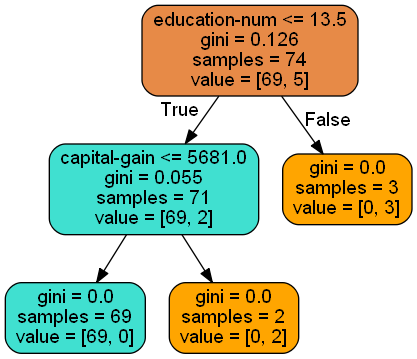 education-num <= 13.5
gini = 0.126
samples = 74
value = [69, 5]
True
False
capital-gain <= 5681.0
gini = 0.055
samples = 71
value = [69, 2]
gini = 0.0
samples = 3
value = [0, 3]
gini = 0.0
samples = 69
value = [69, 0]
gini = 0.0
samples = 2
value = [0, 2]